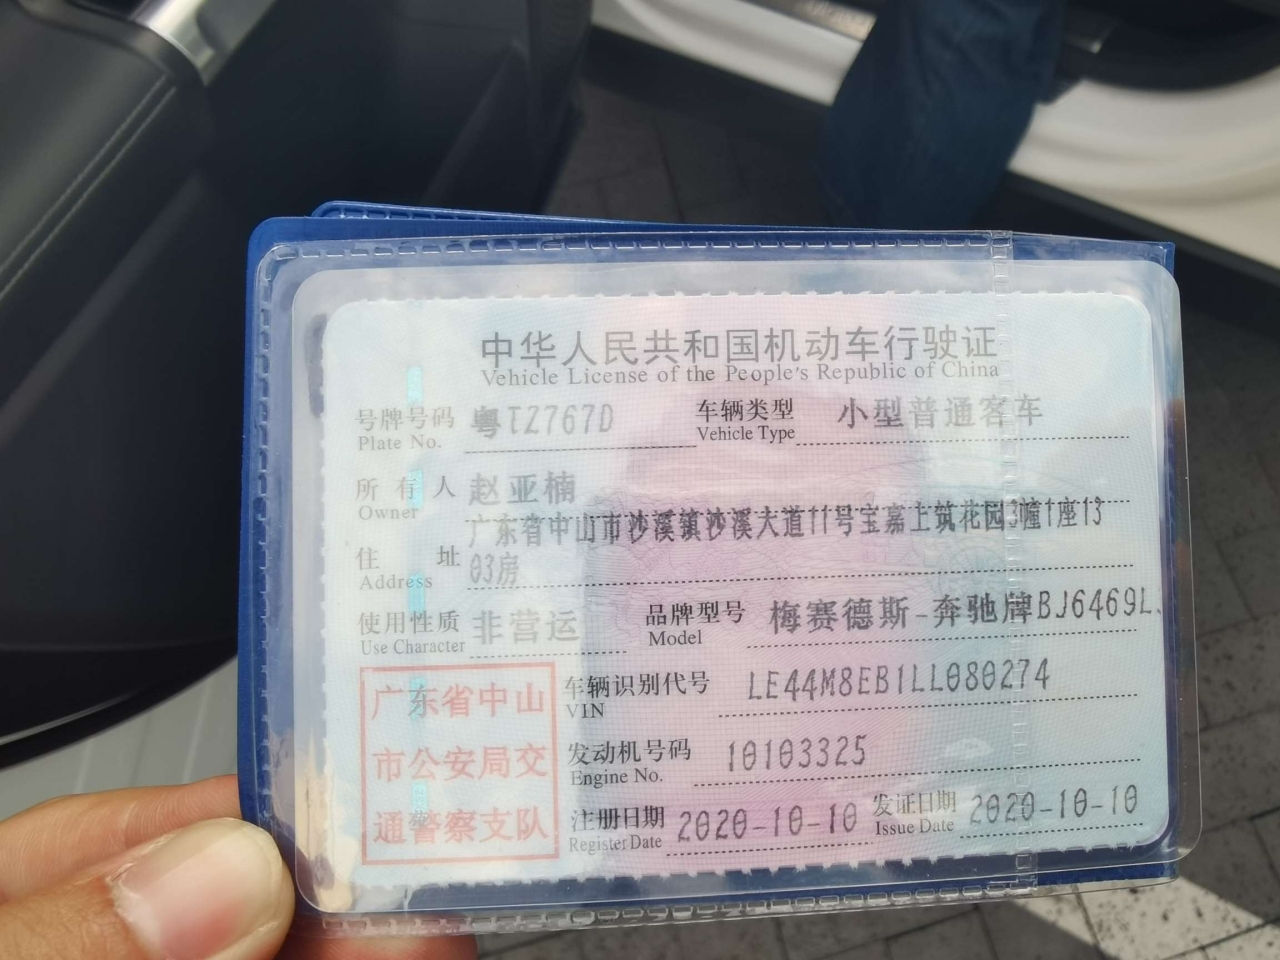 中华人民共和国机动车行驶证
Vehicle License of the People's Republic of China
号牌号码 粤TZ767D 车辆类型 小型普通客车
Plate No. Vehicle Type
所有人 赵亚楠
Owner
广东省中山市沙溪镇沙溪大道11号宝嘉上筑花园3幢1座13
住址 03房
Address
使用性质 非营运 品牌型号 梅赛德斯-奔驰牌BJ6469L
Use Character Model
广东省中山 车辆识别代号 LE44M8EB1LL080274
VIN
市公安局交 发动机号码 10103325
Engine No.
通警察支队 注册日期 2020-10-10 发证日期 2020-10-10
Register Date Issue Date